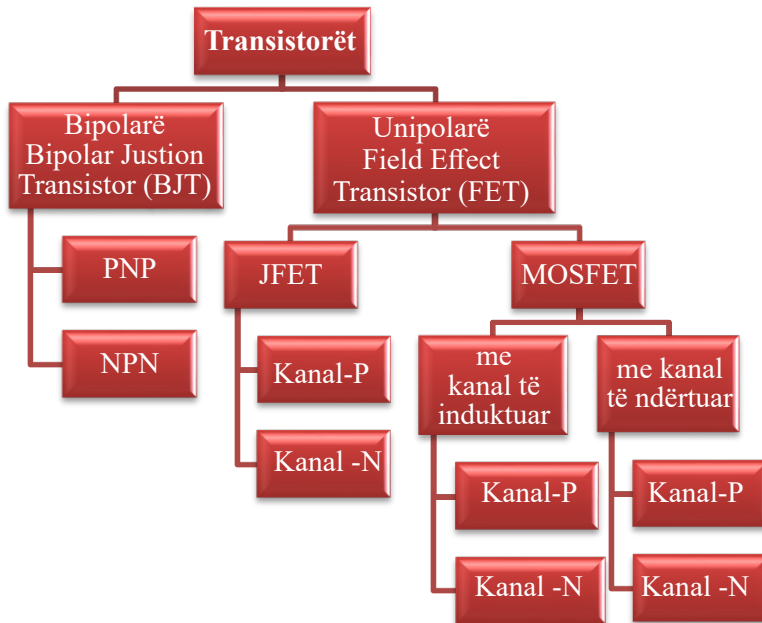 Transistorët
Bipolarë
Bipolar Justion
Transistor (BJT)
Unipolarë
Field Effect
Transistor (FET)
PNP
NPN
JFET
MOSFET
Kanal-P
Kanal -N
me
kanal të
induktuar
me kanal
të ndërtuar
Kanal-P
Kanal -N
Kanal-P
Kanal -N